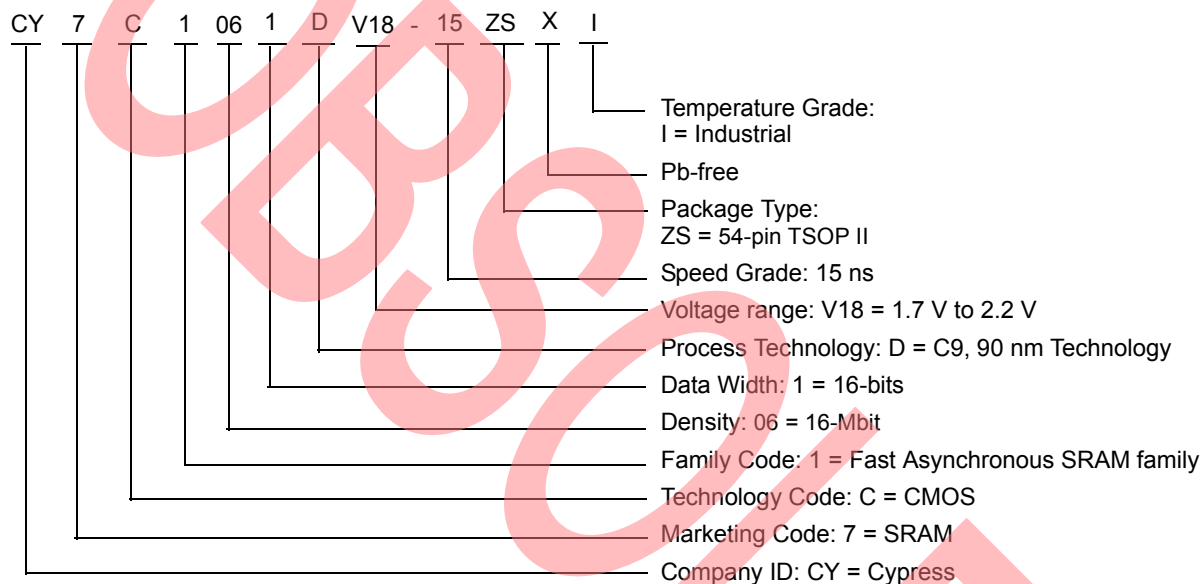 CY 7 C 1 06 1 D V18 - 15 ZS X I
Temperature Grade:
I = Industrial
Pb-free
Package Type:
ZS = 54-pin TSOP II
Speed Grade: 15 ns
Voltage range: V18 = 1.7 V to 2.2 V
Process Technology: D = C9, 90 nm Technology
Data Width: 1 = 16-bits
Density: 06 = 16-Mbit
Family Code: 1 = Fast Asynchronous SRAM family
Technology Code: C = CMOS
Marketing Code: 7 = SRAM
Company ID: CY = Cypress